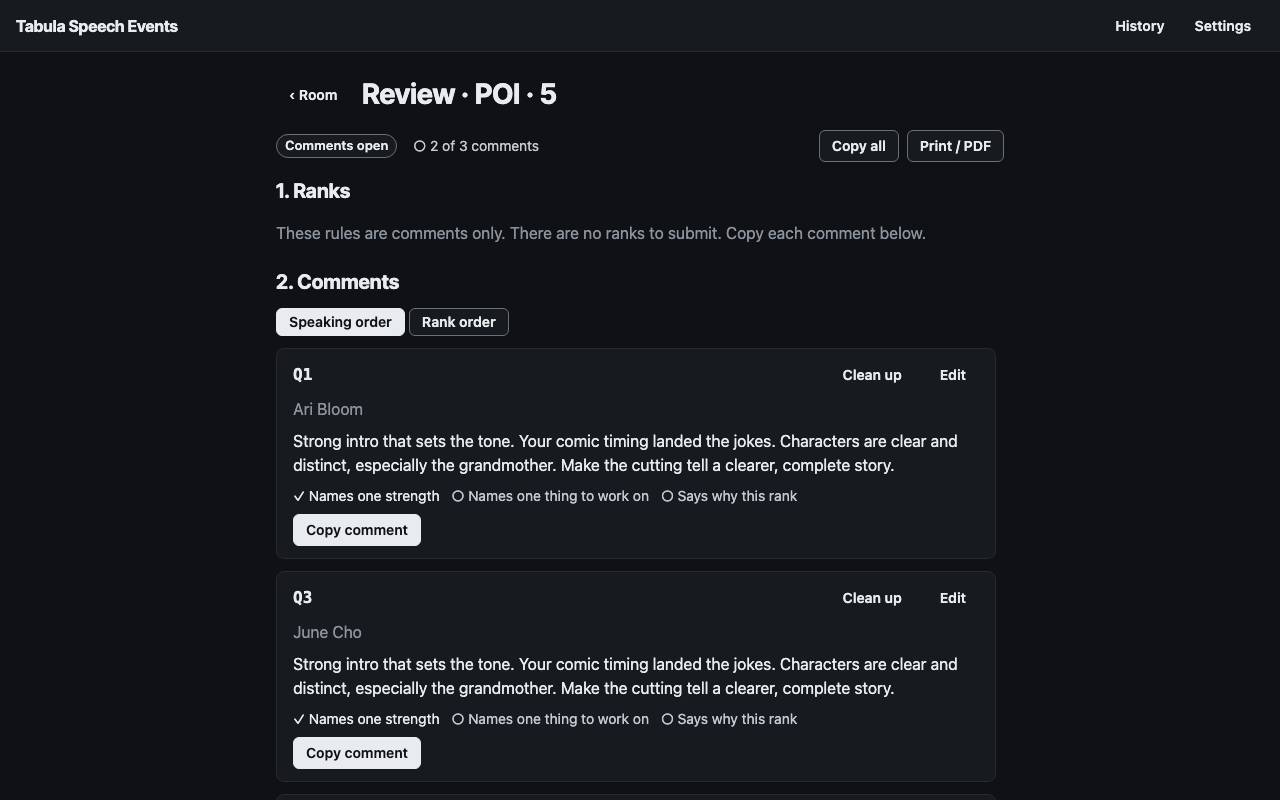 Tabula Speech Events
History
Settings
‹ Room
Review · POI · 5
Comments open
2 of 3 comments
Copy all
Print / PDF
1. Ranks
These rules are comments only. There are no ranks to submit. Copy each comment below.
2. Comments
Speaking order
Rank order
Q1
Clean up
Edit
Ari Bloom
Strong intro that sets the tone. Your comic timing landed the jokes. Characters are clear and
distinct, especially the grandmother. Make the cutting tell a clearer, complete story.
✓ Names one strength
Names one thing to work on
Says why this rank
Copy comment
Q3
Clean up
Edit
June Cho
Strong intro that sets the tone. Your comic timing landed the jokes. Characters are clear and
distinct, especially the grandmother. Make the cutting tell a clearer, complete story.
✓ Names one strength
Names one thing to work on
Says why this rank
Copy comment